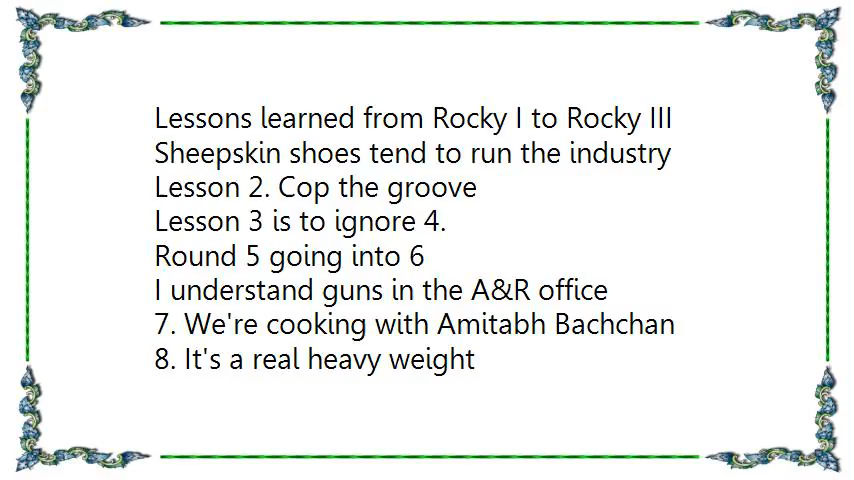 Lessons learned from Rocky I to Rocky III
Sheepskin shoes tend to run the industry
Lesson 2. Cop the groove
Lesson 3 is to ignore 4.
Round 5 going into 6
I understand guns in the A&R office
7. We're cooking with Amitabh Bachchan
8. It's a real heavy weight